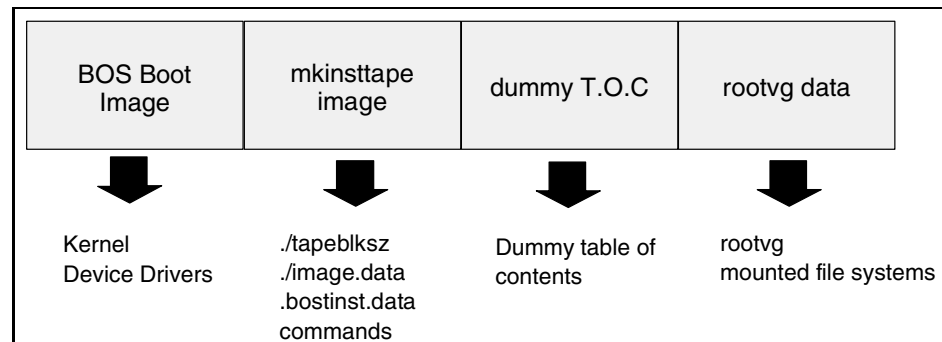 BOS Boot
Image
mkinsttape
image
dummy T.O.C
rootvg data
Kernel
Device Drivers
./tapeblksz
./image.data
.bostinst.data
commands
Dummy table of
contents
rootvg
mounted file systems